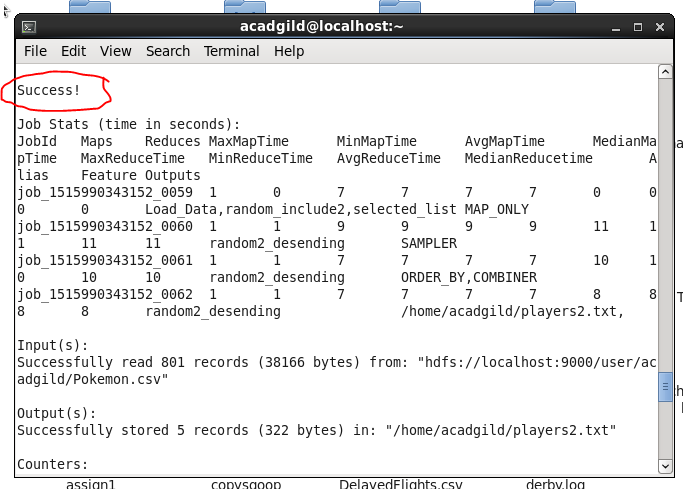 acadgild@localhost:~
File Edit View Search Terminal Help
Success!
Job Stats (time in seconds):
JobId Maps Reduces MaxMapTime MinMapTime AvgMapTime MedianMa
pTime MaxReduceTime MinReduceTime AvgReduceTime MedianReducetime A
lias Feature Outputs
job_1515990343152_0059 1 0 7 7 7 7 0 0
0 0 Load_Data,random_include2,selected_list MAP_ONLY
job_1515990343152_0060 1 1 9 9 9 9 11 1
1 11 11 random2_desending SAMPLER
job_1515990343152_0061 1 1 7 7 7 7 10 1
0 10 10 random2_desending ORDER_BY,COMBINER
job_1515990343152_0062 1 1 7 7 7 7 8 8
8 8 random2_desending /home/acadgild/players2.txt,
Input(s):
Successfully read 801 records (38166 bytes) from: "hdfs://localhost:9000/user/ac
adgild/Pokemon.csv"
Output(s):
Successfully stored 5 records (322 bytes) in: "/home/acadgild/players2.txt"
Counters:
assign1 copysqoop DelayedFlights.csv derby.log